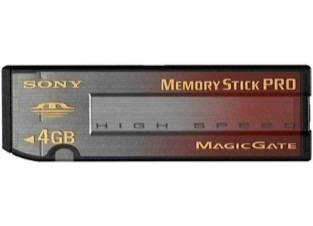 SONY
MEMORY STICK PRO
4GB
HIGH SPEED
MAGICGATE